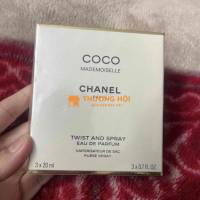 COCO
MADEMOISELLE
CHANEL
THƯƠNG HỘI
TWIST AND SPRAY
EAU DE PARFUM
VAPORISATEUR DE SAC
PURSE SPRAY
3 x 20 ml
3 x 0.7 FL. OZ.